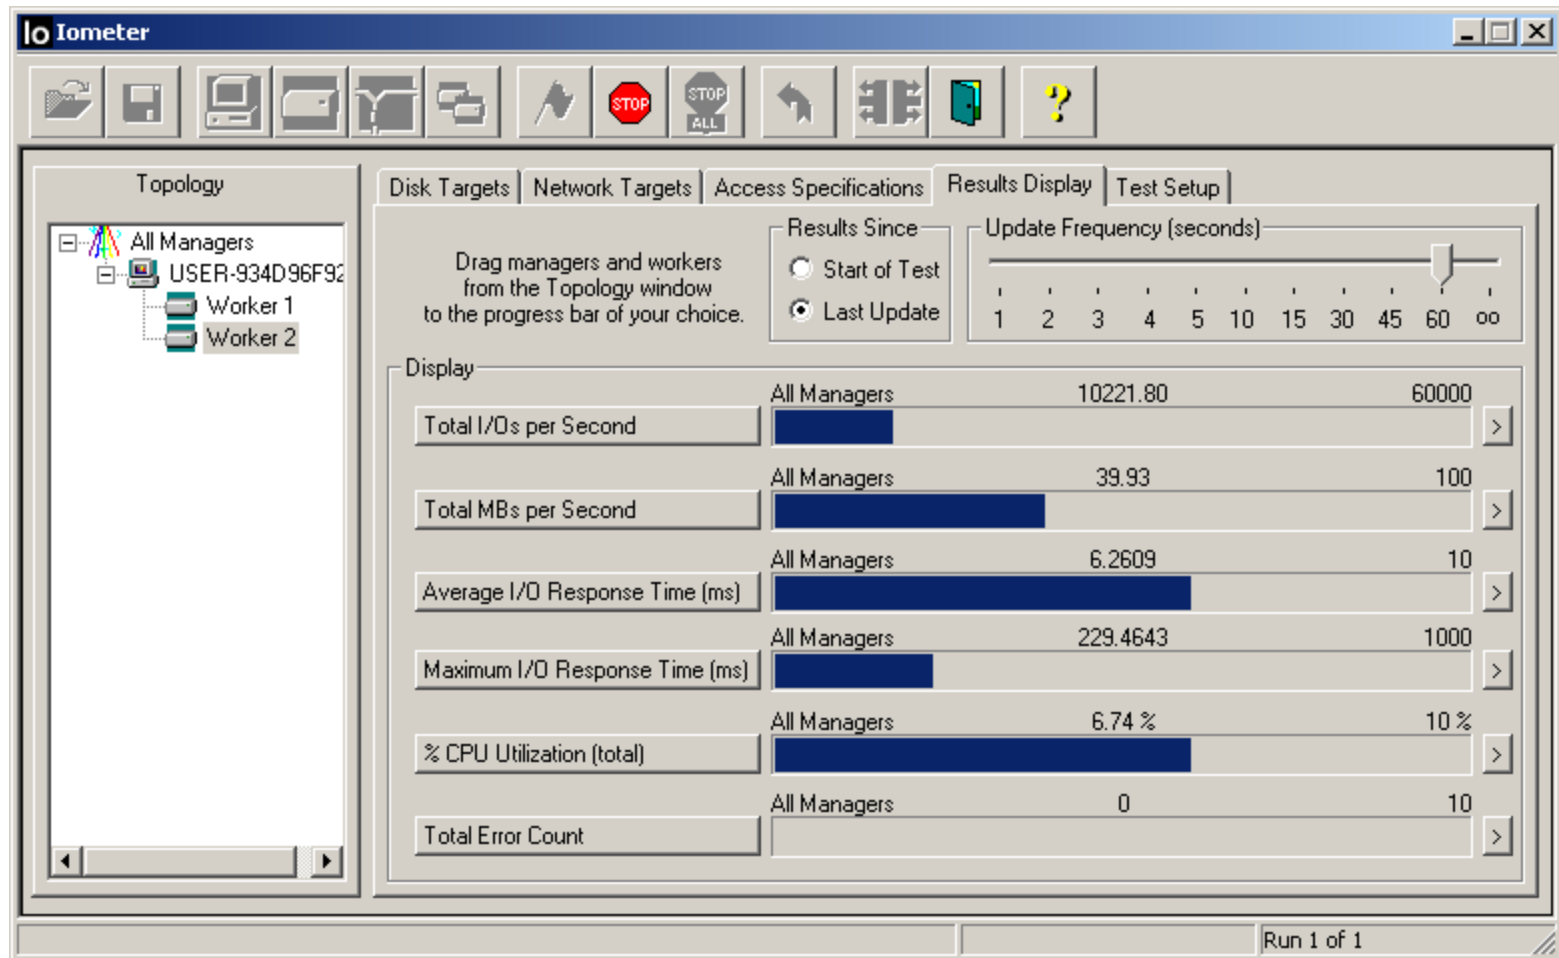 Io Iometer
STOP
STOP
ALL
?
Topology
All Managers
USER-934D96F92
Worker 1
Worker 2
Disk Targets
Network Targets
Access Specifications
Results Display
Test Setup
Drag managers and workers
from the Topology window
to the progress bar of your choice.
Results Since
Start of Test
Last Update
Update Frequency (seconds)
1 2 3 4 5 10 15 30 45 60 oo
Display
All Managers 10221.80 60000
Total I/Os per Second >
All Managers 39.93 100
Total MBs per Second >
All Managers 6.2609 10
Average I/O Response Time (ms) >
All Managers 229.4643 1000
Maximum I/O Response Time (ms) >
All Managers 6.74 % 10 %
% CPU Utilization (total) >
All Managers 0 10
Total Error Count >
Run 1 of 1